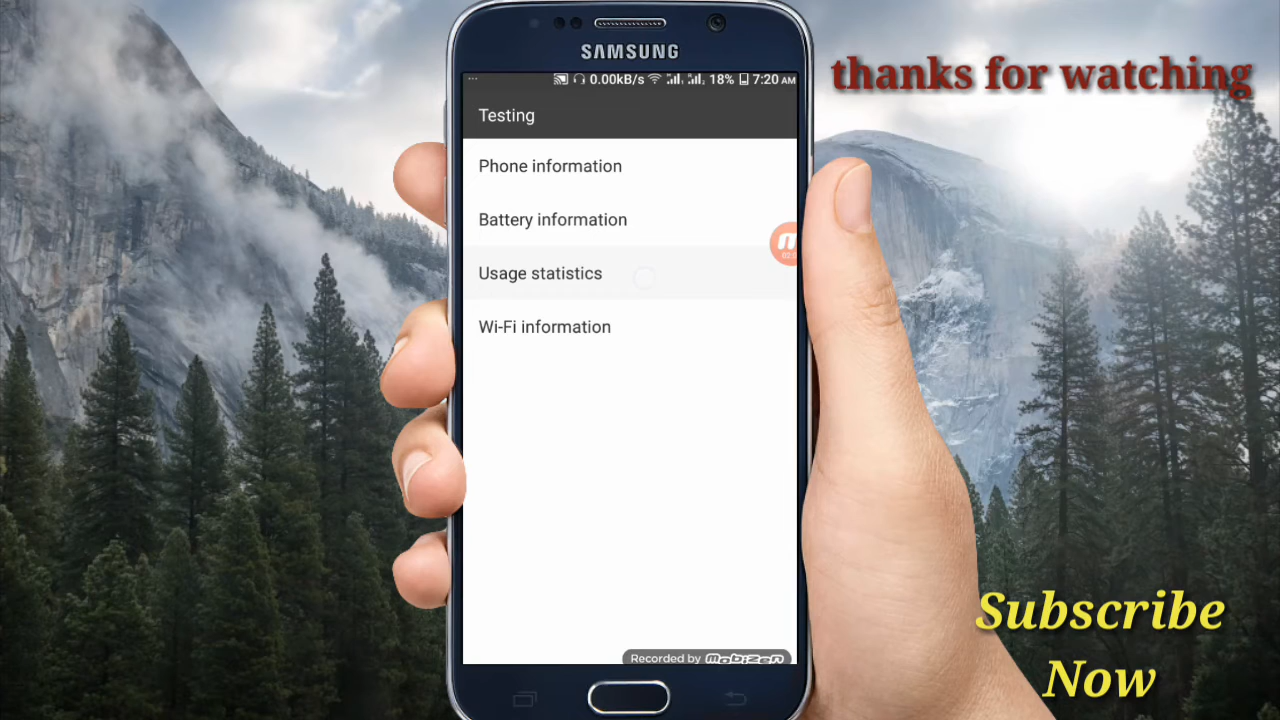 SAMSUNG
... 0.00kB/s 18% 7:20 AM
thanks for watching
Testing
Phone information
Battery information
Usage statistics
Wi-Fi information
Recorded by mobizen
Subscribe
Now